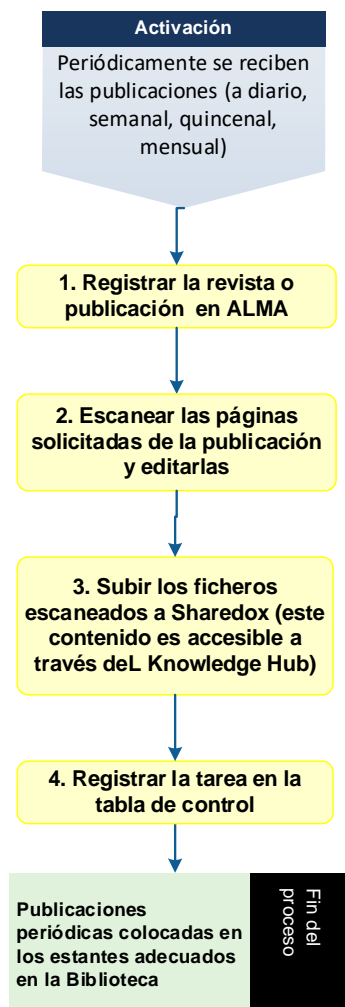 Activación
Periódicamente se reciben
las publicaciones (a diario,
semanal, quincenal,
mensual)
1. Registrar la revista o
publicación en ALMA
2. Escanear las páginas
solicitadas de la publicación
y editarlas
3. Subir los ficheros
escaneados a Sharedox (este
contenido es accesible a
través deL Knowledge Hub)
4. Registrar la tarea en la
tabla de control
Publicaciones
periódicas colocadas en
los estantes adecuados
en la Biblioteca
Fin del
proceso